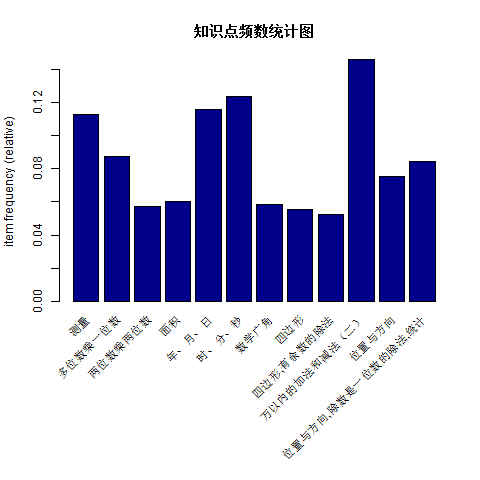 知识点频数统计图
item frequency (relative)
0.00
0.04
0.08
0.12
测量
多位数乘一位数
两位数乘两位数
面积
年、月、日
时、分、秒
数学广角
四边形
四边形,有余数的除法
万以内的加法和减法（二）
位置与方向
位置与方向,除数是一位数的除法,统计